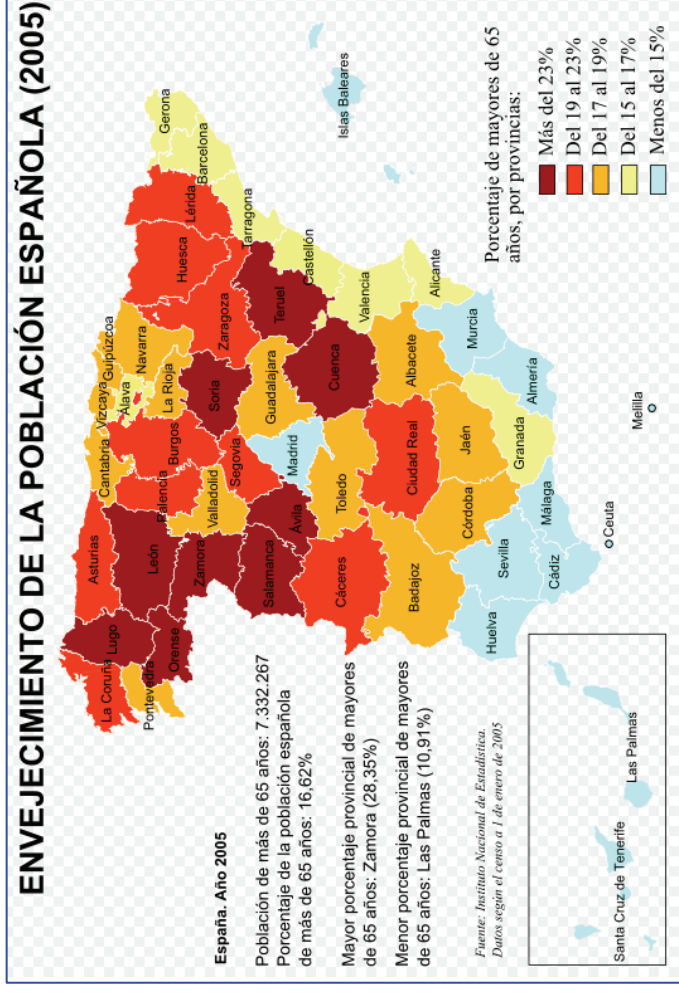 ENVEJECIMIENTO DE LA POBLACIÓN ESPAÑOLA (2005)
La Coruña
Lugo
Pontevedra
Orense
Asturias
León
Zamora
Salamanca
Ávila
Cantabria
Palencia
Burgos
Valladolid
Segovia
Vizcaya
Guipúzcoa
Álava
Navarra
La Rioja
Soria
Huesca
Zaragoza
Teruel
Lérida
Gerona
Barcelona
Tarragona
Castellón
Valencia
Alicante
Islas Baleares
Madrid
Guadalajara
Cuenca
Toledo
Ciudad Real
Albacete
Cáceres
Badajoz
Huelva
Sevilla
Cádiz
Córdoba
Jaén
Málaga
Granada
Almería
Murcia
Ceuta
Melilla
España. Año 2005
Población de más de 65 años: 7.332.267
Porcentaje de la población española
de más de 65 años: 16,62%
Mayor porcentaje provincial de mayores
de 65 años: Zamora (28,35%)
Menor porcentaje provincial de mayores
de 65 años: Las Palmas (10,91%)
Fuente: Instituto Nacional de Estadística.
Datos según el censo a 1 de enero de 2005
Santa Cruz de Tenerife
Las Palmas
Porcentaje de mayores de 65
años, por provincias:
Más del 23%
Del 19 al 23%
Del 17 al 19%
Del 15 al 17%
Menos del 15%